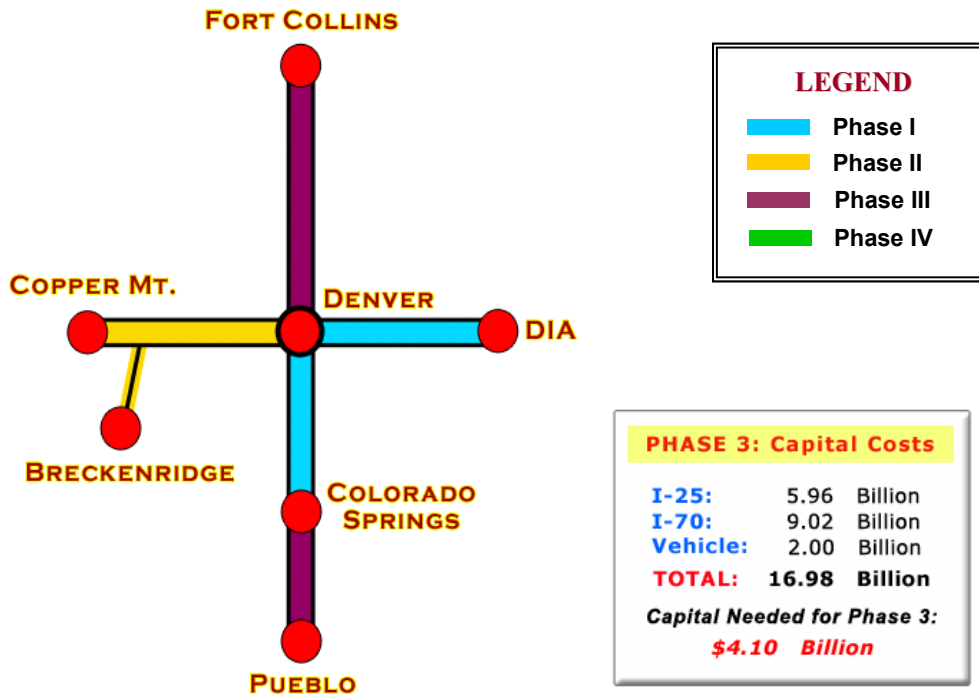 FORT COLLINS
LEGEND
Phase I
Phase II
Phase III
Phase IV
COPPER MT.
DENVER
DIA
BRECKENRIDGE
COLORADO
SPRINGS
PUEBLO
PHASE 3: Capital Costs
I-25: 5.96 Billion
I-70: 9.02 Billion
Vehicle: 2.00 Billion
TOTAL: 16.98 Billion
Capital Needed for Phase 3:
$4.10 Billion